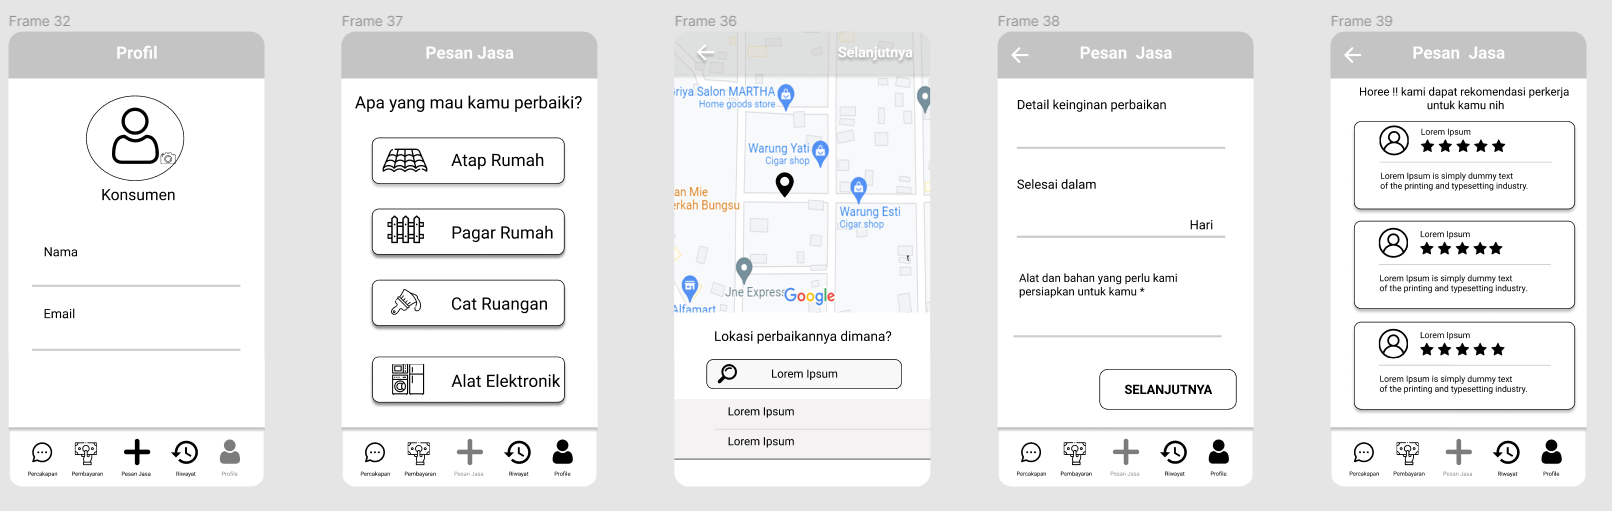 Frame 32
Profil
Konsumen
Nama
Email
Percakapan
Pembayaran
Pesan Jasa
Riwayat
Profile
Frame 37
Pesan Jasa
Apa yang mau kamu perbaiki?
Atap Rumah
Pagar Rumah
Cat Ruangan
Alat Elektronik
Percakapan
Pembayaran
Pesan Jasa
Riwayat
Profile
Frame 36
Selanjutnya
riya Salon MARTHA
Home goods store
Warung Yati
Cigar shop
an Mie
erkah Bungsu
Warung Esti
Cigar shop
t
Jne Express
Google
Alfamart
Lokasi perbaikannya dimana?
Lorem Ipsum
Lorem Ipsum
Lorem Ipsum
Frame 38
Pesan Jasa
Detail keinginan perbaikan
Selesai dalam
Hari
Alat dan bahan yang perlu kami
persiapkan untuk kamu *
SELANJUTNYA
Percakapan
Pembayaran
Pesan Jasa
Riwayat
Profile
Frame 39
Pesan Jasa
Horee !! kami dapat rekomendasi perkerja
untuk kamu nih
Lorem Ipsum
Lorem Ipsum is simply dummy text
of the printing and typesetting industry.
Lorem Ipsum
Lorem Ipsum is simply dummy text
of the printing and typesetting industry.
Lorem Ipsum
Lorem Ipsum is simply dummy text
of the printing and typesetting industry.
Percakapan
Pembayaran
Pesan Jasa
Riwayat
Profile